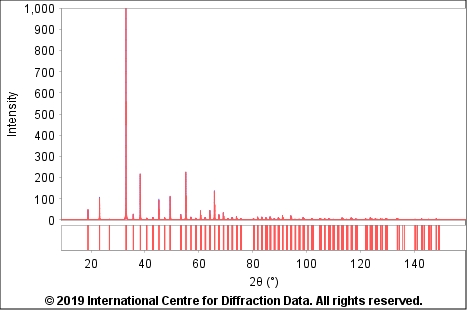 1,000
900
800
700
600
500
400
300
200
100
0
Intensity
20 40 60 80 100 120 140
2θ (°)
© 2019 International Centre for Diffraction Data. All rights reserved.